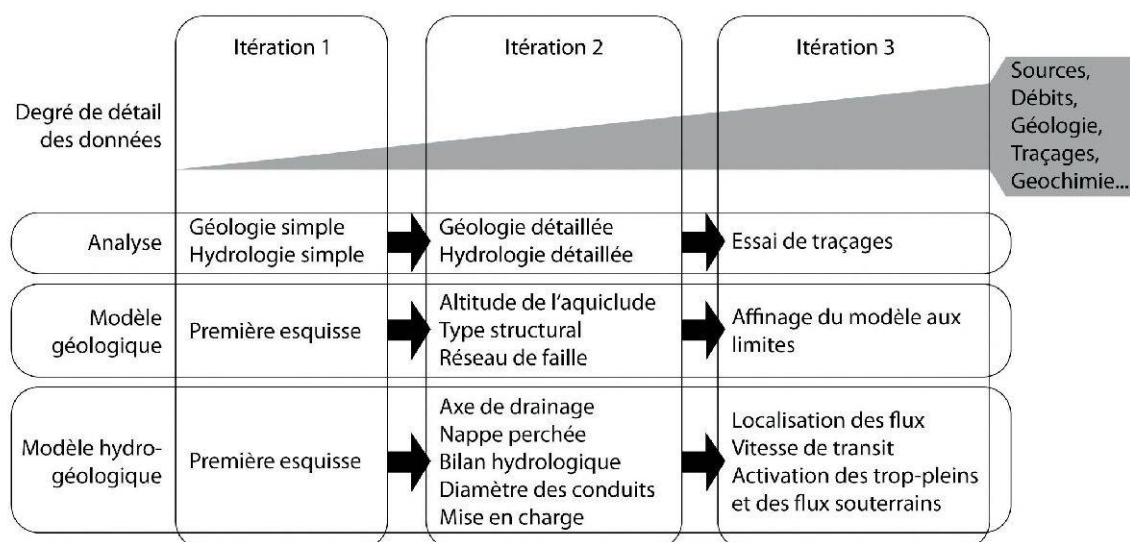 Itération 1
Itération 2
Itération 3
Degré de détail
des données
Sources,
Débits,
Géologie,
Traçages,
Geochimie...
Analyse
Géologie simple
Hydrologie simple
Géologie détaillée
Hydrologie détaillée
Essai de traçages
Modèle
géologique
Première esquisse
Altitude de l'aquiclude
Type structural
Réseau de faille
Affinage du modèle aux
limites
Modèle hydro-
géologique
Première esquisse
Axe de drainage
Nappe perchée
Bilan hydrologique
Diamètre des conduits
Mise en charge
Localisation des flux
Vitesse de transit
Activation des trop-pleins
et des flux souterrains